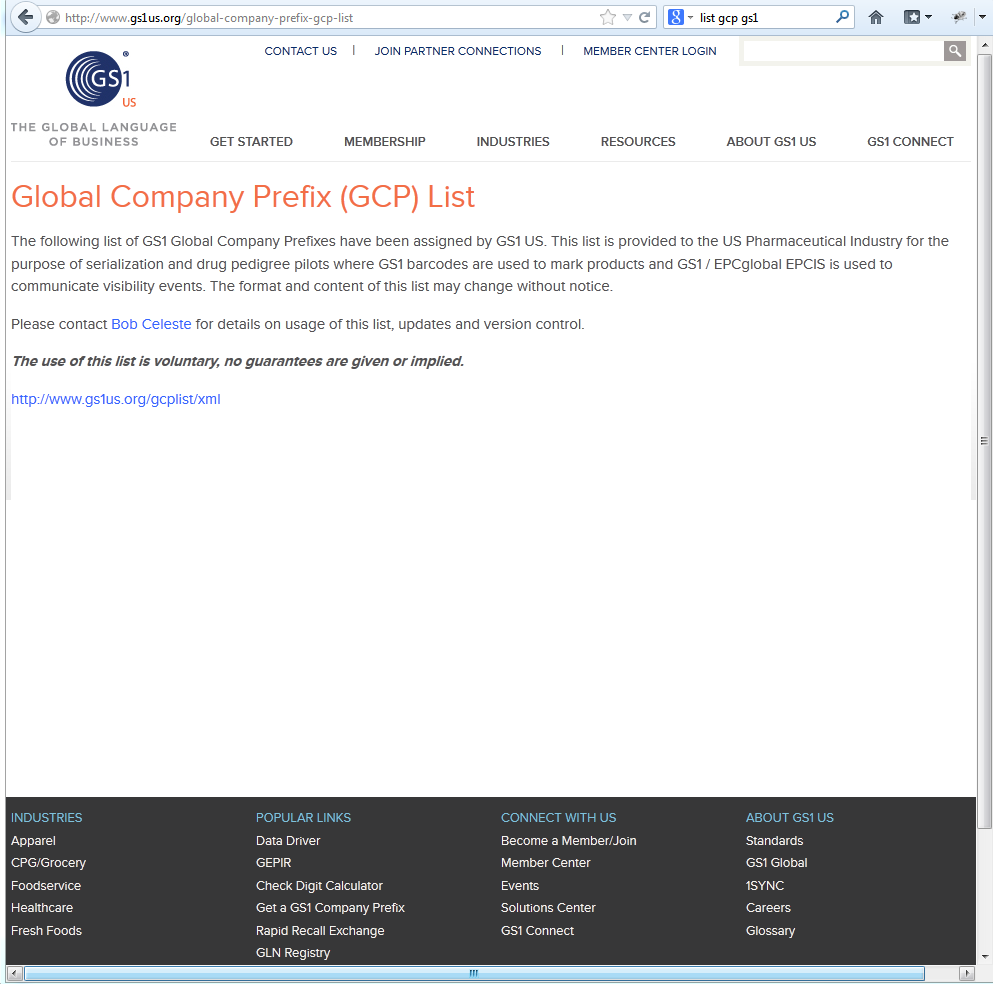 http://www.gs1us.org/global-company-prefix-gcp-list
8 list gcp gs1
CONTACT US | JOIN PARTNER CONNECTIONS | MEMBER CENTER LOGIN
GS1 ®
US
THE GLOBAL LANGUAGE
OF BUSINESS
GET STARTED MEMBERSHIP INDUSTRIES RESOURCES ABOUT GS1 US GS1 CONNECT
Global Company Prefix (GCP) List
The following list of GS1 Global Company Prefixes have been assigned by GS1 US. This list is provided to the US Pharmaceutical Industry for the
purpose of serialization and drug pedigree pilots where GS1 barcodes are used to mark products and GS1 / EPCglobal EPCIS is used to
communicate visibility events. The format and content of this list may change without notice.
Please contact Bob Celeste for details on usage of this list, updates and version control.
The use of this list is voluntary, no guarantees are given or implied.
http://www.gs1us.org/gcplist/xml
INDUSTRIES
Apparel
CPG/Grocery
Foodservice
Healthcare
Fresh Foods
POPULAR LINKS
Data Driver
GEPIR
Check Digit Calculator
Get a GS1 Company Prefix
Rapid Recall Exchange
GLN Registry
CONNECT WITH US
Become a Member/Join
Member Center
Events
Solutions Center
GS1 Connect
ABOUT GS1 US
Standards
GS1 Global
1SYNC
Careers
Glossary